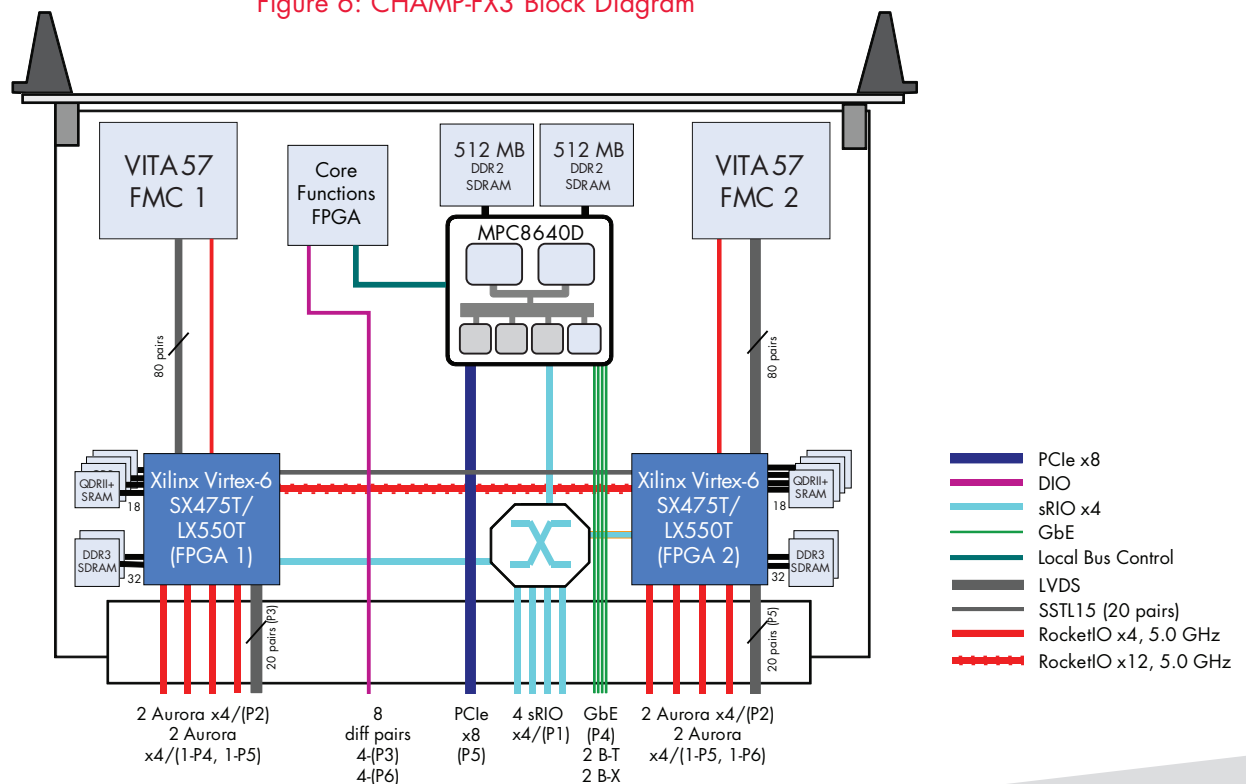 Figure 6: CHAMP-FX3 Block Diagram
VITA57
FMC 1
Core
Functions
FPGA
512 MB
DDR2
SDRAM
512 MB
DDR2
SDRAM
VITA57
FMC 2
MPC8640D
80 pairs
80 pairs
QDRII+
SRAM
18
DDR3
SDRAM
32
Xilinx Virtex-6
SX475T/
LX550T
(FPGA 1)
Xilinx Virtex-6
SX475T/
LX550T
(FPGA 2)
QDRII+
SRAM
18
DDR3
SDRAM
32
20 pairs (P3)
20 pairs (P5)
PCIe x8
DIO
sRIO x4
GbE
Local Bus Control
LVDS
SSTL15 (20 pairs)
RocketIO x4, 5.0 GHz
RocketIO x12, 5.0 GHz
2 Aurora x4/(P2)
2 Aurora
x4/(1-P4, 1-P5)
8
diff pairs
4-(P3)
4-(P6)
PCIe
x8
(P5)
4 sRIO
x4/(P1)
GbE
(P4)
2 B-T
2 B-X
2 Aurora x4/(P2)
2 Aurora
x4/(1-P5, 1-P6)